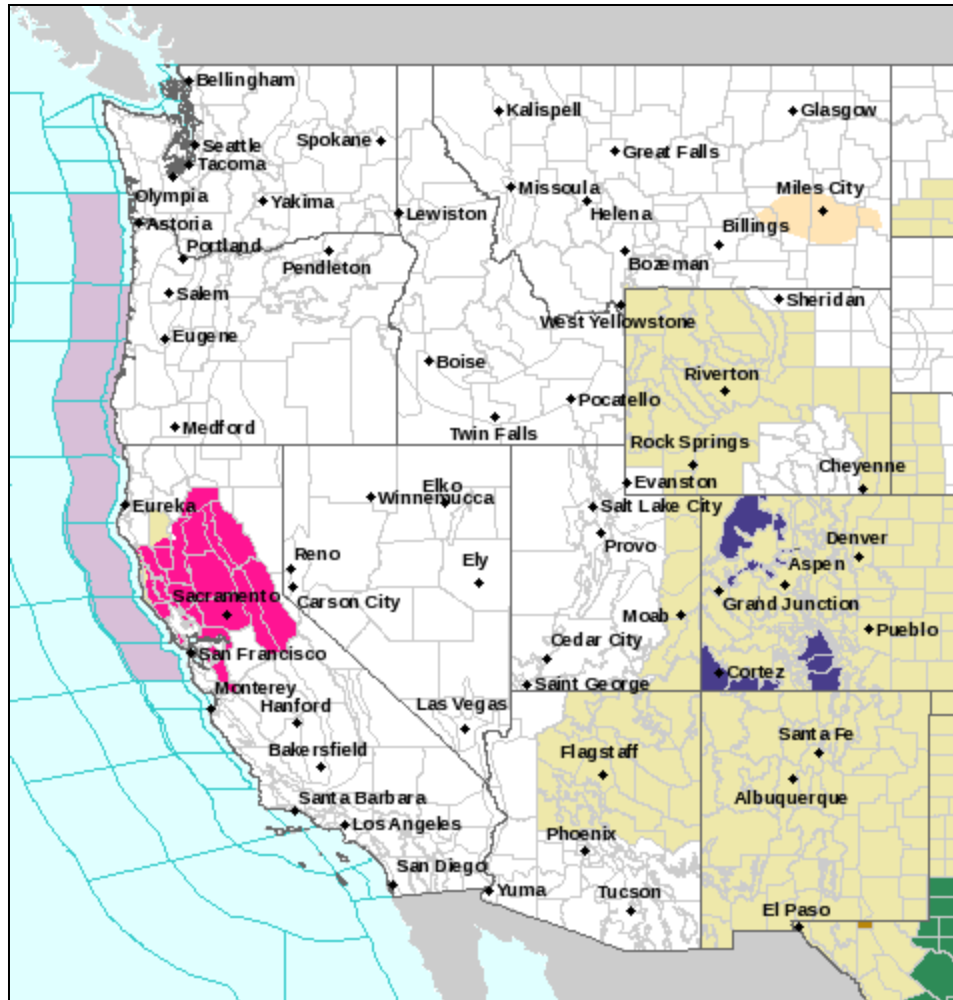 Bellingham
Kalispell
Glasgow
Spokane
Seattle
Great Falls
Tacoma
Missoula
Miles City
Olympia
Yakima
Helena
Lewiston
Astoria
Billings
Portland
Pendleton
Bozeman
Salem
Sheridan
West Yellowstone
Eugene
Boise
Riverton
Pocatello
Medford
Twin Falls
Rock Springs
Cheyenne
Elko
Evanston
Winnemucca
Eureka
Salt Lake City
Provo
Denver
Reno
Ely
Aspen
Sacramento
Carson City
Grand Junction
Moab
Pueblo
Cedar City
San Francisco
Cortez
Saint George
Monterey
Hanford
Las Vegas
Santa Fe
Bakersfield
Flagstaff
Albuquerque
Santa Barbara
Los Angeles
Phoenix
San Diego
Yuma
Tucson
El Paso